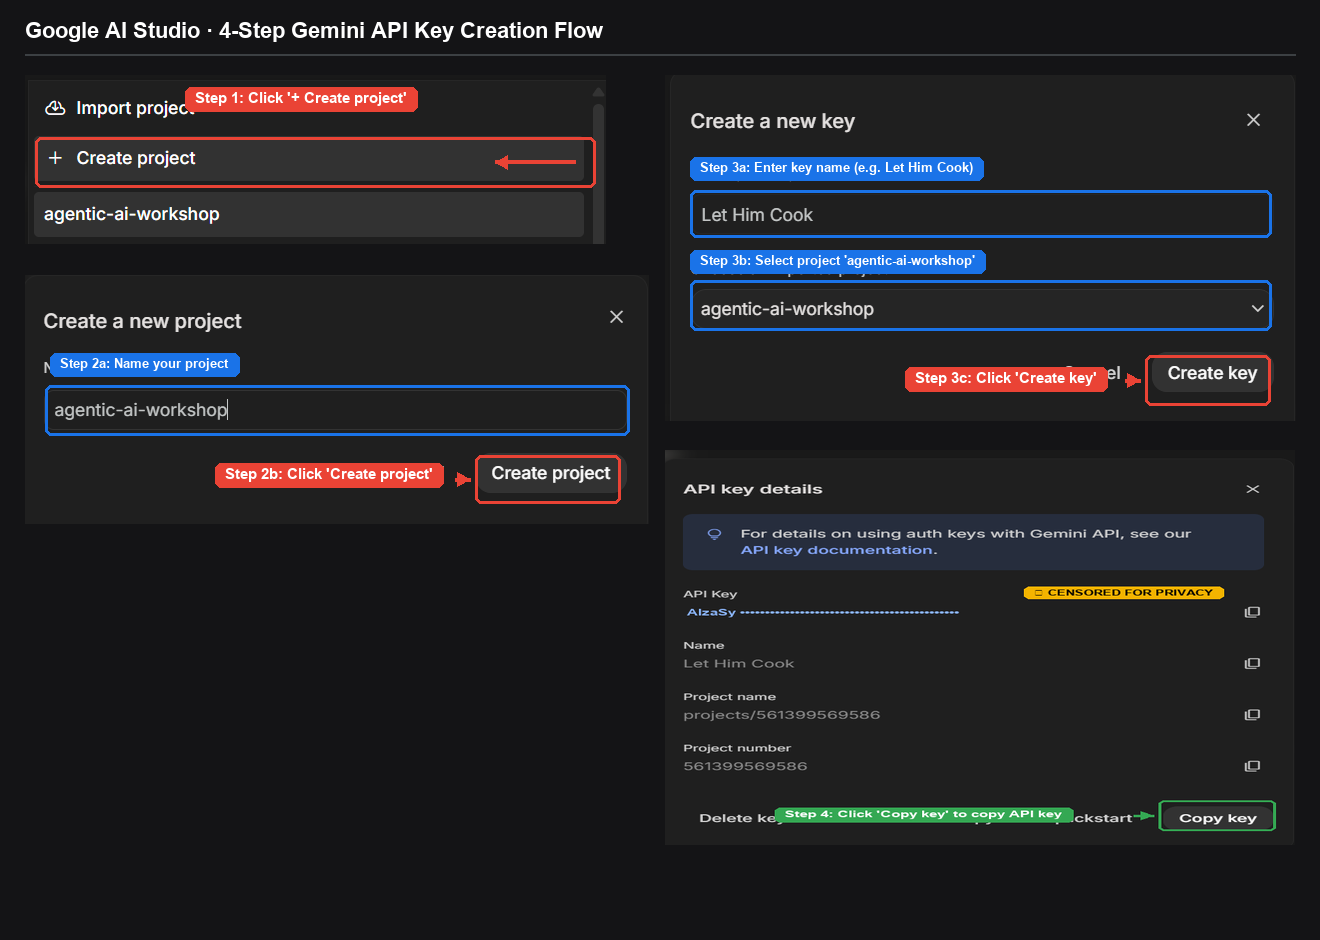 Google AI Studio · 4-Step Gemini API Key Creation Flow
Import project
Step 1: Click '+ Create project'
+ Create project
agentic-ai-workshop
Create a new project
Step 2a: Name your project
agentic-ai-workshop
Step 2b: Click 'Create project'
Create project
Create a new key
Step 3a: Enter key name (e.g. Let Him Cook)
Let Him Cook
Step 3b: Select project 'agentic-ai-workshop'
agentic-ai-workshop
Step 3c: Click 'Create key'
Create key
API key details
For details on using auth keys with Gemini API, see our
API key documentation.
API Key
CENSORED FOR PRIVACY
AIzaSy --------------------------------------------
Name
Let Him Cook
Project name
projects/561399569586
Project number
561399569586
Delete key
Step 4: Click 'Copy key' to copy API key
Copy key